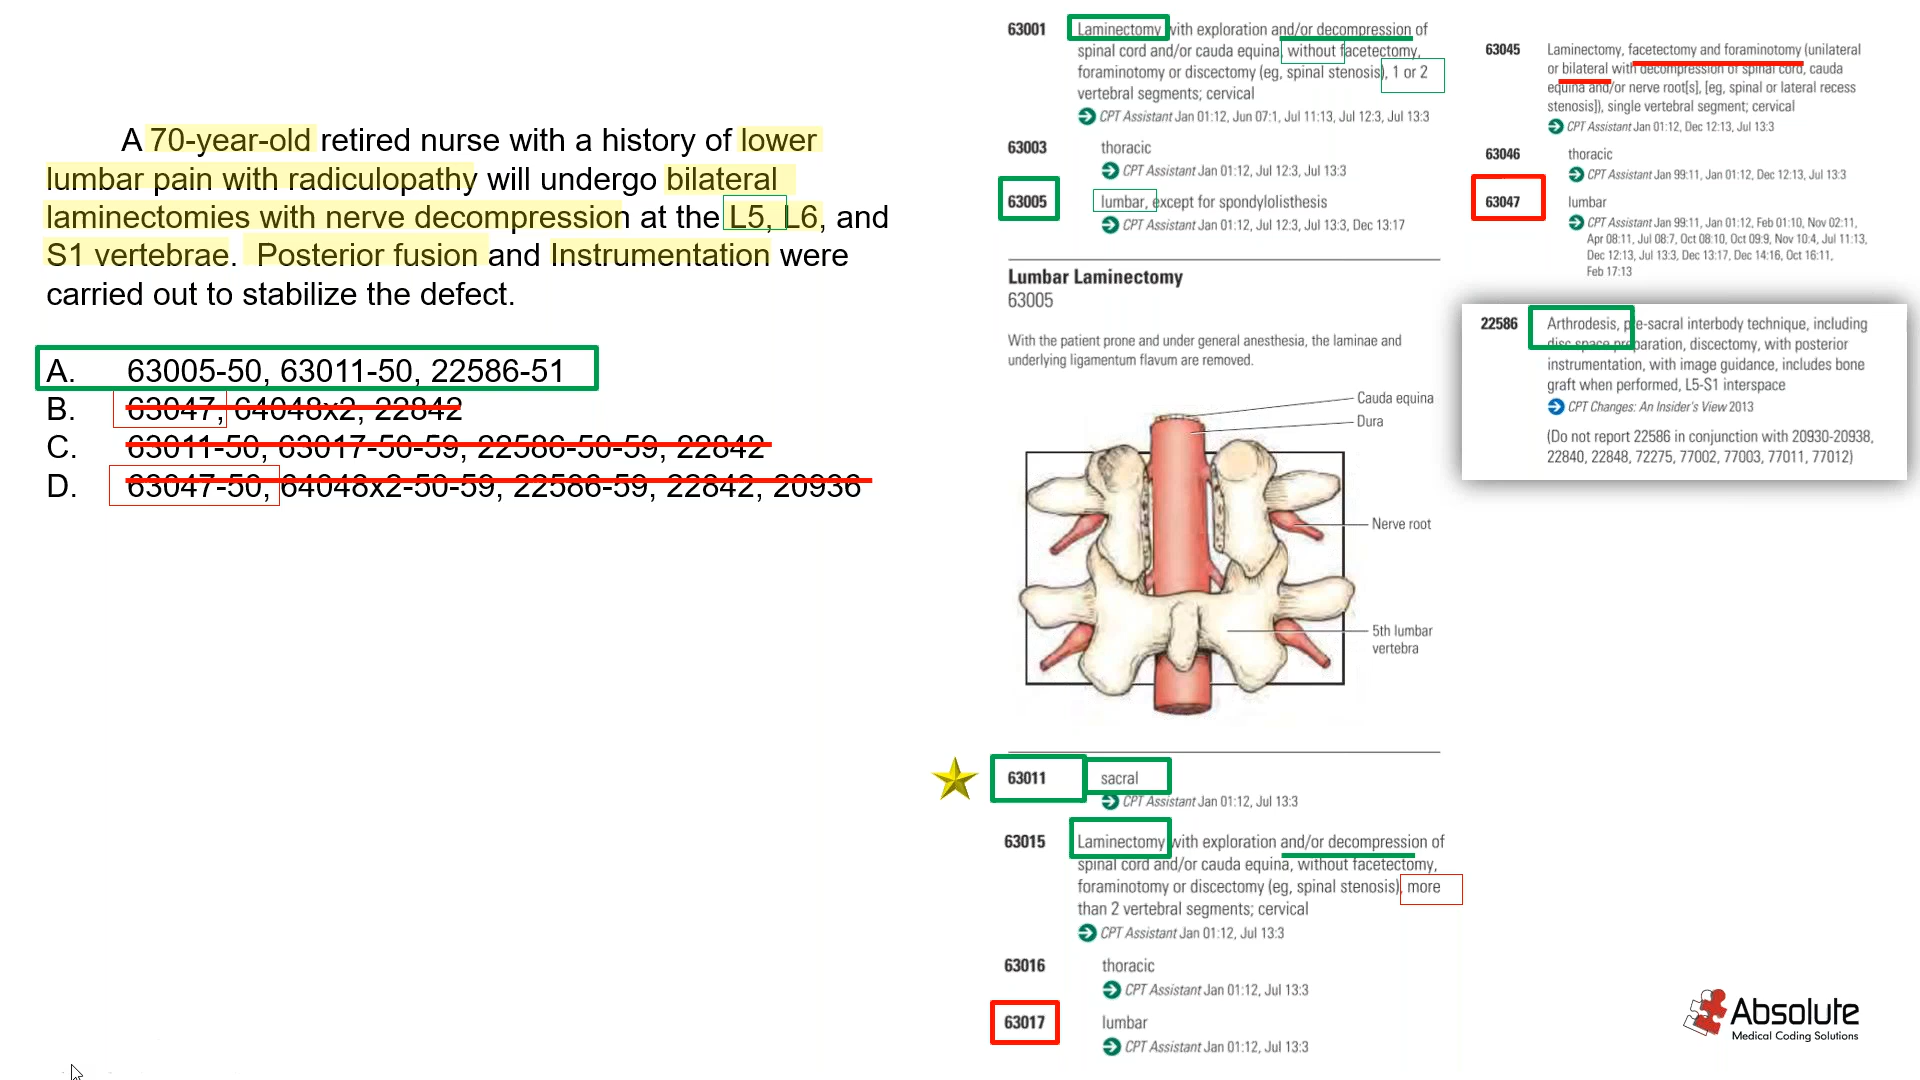 A 70-year-old retired nurse with a history of lower
lumbar pain with radiculopathy will undergo bilateral
laminectomies with nerve decompression at the L5, L6, and
S1 vertebrae. Posterior fusion and Instrumentation were
carried out to stabilize the defect.
A. 63005-50, 63011-50, 22586-51
B. 63047, 64048x2, 22842
C. 63011-50, 63017-50-59, 22586-50-59, 22842
D. 63047-50, 64048x2-50-59, 22586-59, 22842, 20936
63001 Laminectomy with exploration and/or decompression of
spinal cord and/or cauda equina, without facetectomy,
foraminotomy or discectomy (eg, spinal stenosis), 1 or 2
vertebral segments; cervical
CPT Assistant Jan 01:12, Jun 07:1, Jul 11:13, Jul 12:3, Jul 13:3
63003 thoracic
CPT Assistant Jan 01:12, Jul 12:3, Jul 13:3
63005 lumbar, except for spondylolisthesis
CPT Assistant Jan 01:12, Jul 12:3, Jul 13:3, Dec 13:17
Lumbar Laminectomy
63005
With the patient prone and under general anesthesia, the laminae and
underlying ligamentum flavum are removed.
Cauda equina
Dura
Nerve root
5th lumbar
vertebra
63011 sacral
CPT Assistant Jan 01:12, Jul 13:3
63015 Laminectomy with exploration and/or decompression of
spinal cord and/or cauda equina, without facetectomy,
foraminotomy or discectomy (eg, spinal stenosis), more
than 2 vertebral segments; cervical
CPT Assistant Jan 01:12, Jul 13:3
63016 thoracic
CPT Assistant Jan 01:12, Jul 13:3
63017 lumbar
CPT Assistant Jan 01:12, Jul 13:3
63045 Laminectomy, facetectomy and foraminotomy (unilateral
or bilateral with decompression of spinal cord, cauda
equina and/or nerve root[s], [eg, spinal or lateral recess
stenosis]), single vertebral segment; cervical
CPT Assistant Jan 01:12, Dec 12:13, Jul 13:3
63046 thoracic
CPT Assistant Jan 99:11, Jan 01:12, Dec 12:13, Jul 13:3
63047 lumbar
CPT Assistant Jan 99:11, Jan 01:12, Feb 01:10, Nov 02:11,
Apr 08:11, Jul 08:7, Oct 08:10, Oct 09:9, Nov 10:4, Jul 11:13,
Dec 12:13, Jul 13:3, Dec 13:17, Dec 14:16, Oct 16:11,
Feb 17:13
22586 Arthrodesis, pre-sacral interbody technique, including
disc space preparation, discectomy, with posterior
instrumentation, with image guidance, includes bone
graft when performed, L5-S1 interspace
CPT Changes: An Insider's View 2013
(Do not report 22586 in conjunction with 20930-20938,
22840, 22848, 72275, 77002, 77003, 77011, 77012)
Absolute
Medical Coding Solutions